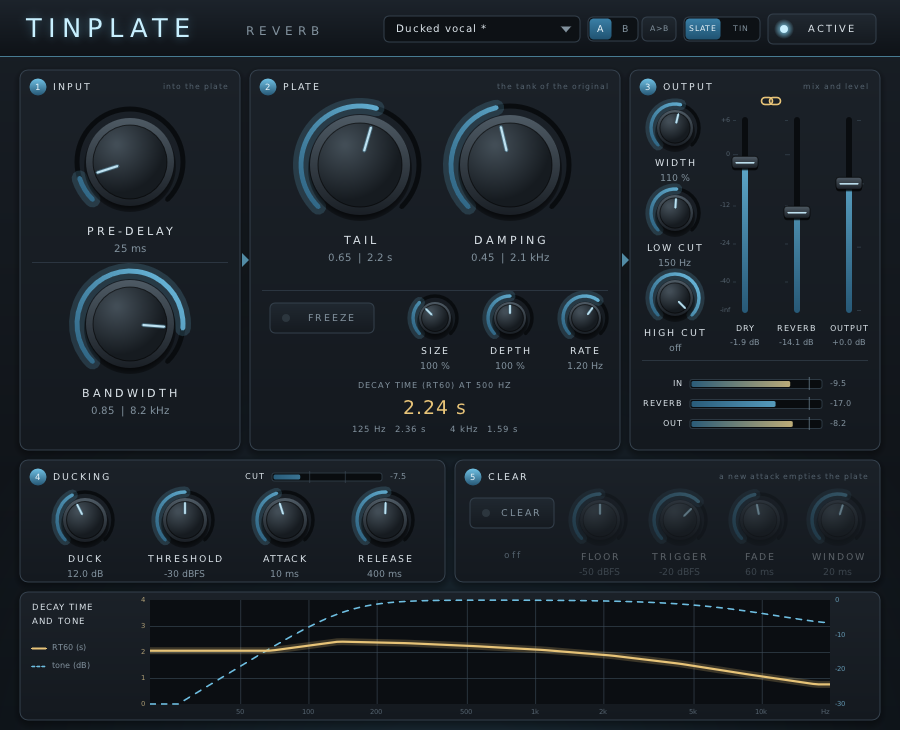 TINPLATE
REVERB
Ducked vocal *
A B A>B
SLATE TIN
ACTIVE
1 INPUT into the plate
PRE-DELAY
25 ms
BANDWIDTH
0.85 | 8.2 kHz
2 PLATE the tank of the original
TAIL DAMPING
0.65 | 2.2 s 0.45 | 2.1 kHz
FREEZE
SIZE DEPTH RATE
100 % 100 % 1.20 Hz
DECAY TIME (RT60) AT 500 HZ
2.24 s
125 Hz 2.36 s 4 kHz 1.59 s
3 OUTPUT mix and level
WIDTH
110 %
LOW CUT
150 Hz
HIGH CUT
off
+6
0
-12
-24
-40
-inf
DRY REVERB OUTPUT
-1.9 dB -14.1 dB +0.0 dB
IN -9.5
REVERB -17.0
OUT -8.2
4 DUCKING CUT -7.5
DUCK THRESHOLD ATTACK RELEASE
12.0 dB -30 dBFS 10 ms 400 ms
5 CLEAR a new attack empties the plate
CLEAR
off
FLOOR TRIGGER FADE WINDOW
-50 dBFS -20 dBFS 60 ms 20 ms
DECAY TIME
AND TONE
RT60 (s)
tone (dB)
4
3
2
1
0
0
-10
-20
-30
50 100 200 500 1k 2k 5k 10k Hz